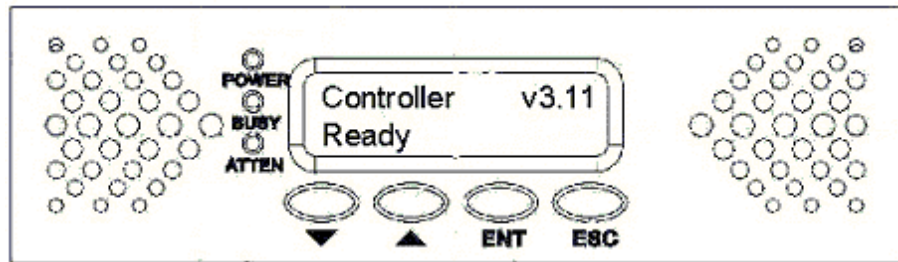 POWER
BUSY
ATTEN
Controller v3.11
Ready
ENT ESC